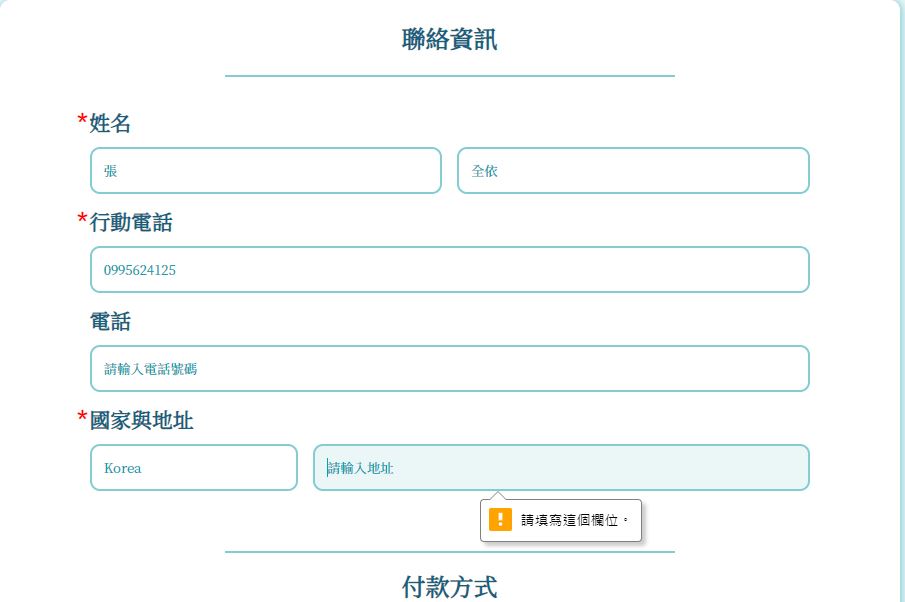 聯絡資訊
*姓名
張 全依
*行動電話
0995624125
電話
請輸入電話號碼
*國家與地址
Korea 請輸入地址
請填寫這個欄位。
付款方式